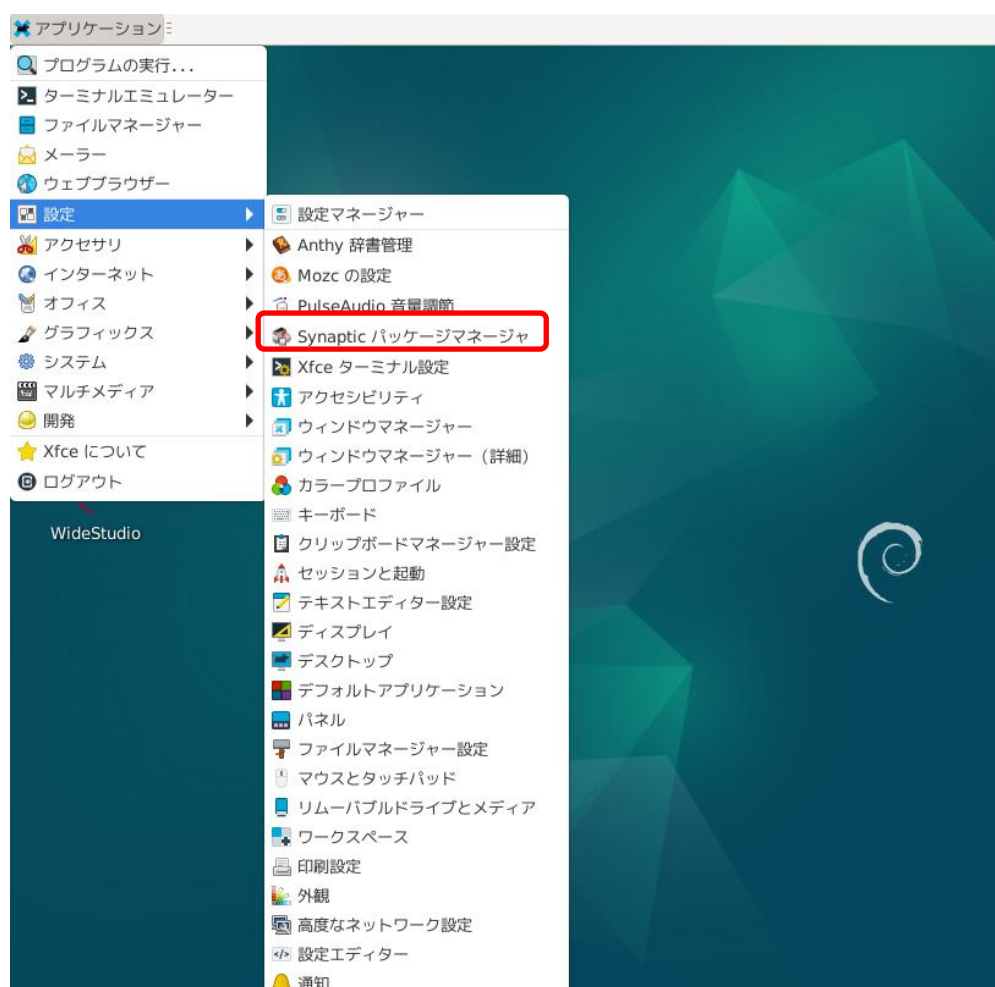 アプリケーション
プログラムの実行...
ターミナルエミュレーター
ファイルマネージャー
メーラー
ウェブブラウザー
設定
アクセサリ
インターネット
オフィス
グラフィックス
システム
マルチメディア
開発
Xfce について
ログアウト
WideStudio
設定マネージャー
Anthy 辞書管理
Mozc の設定
PulseAudio 音量調節
Synaptic パッケージマネージャ
Xfce ターミナル設定
アクセシビリティ
ウィンドウマネージャー
ウィンドウマネージャー（詳細）
カラープロファイル
キーボード
クリップボードマネージャー設定
セッションと起動
テキストエディター設定
ディスプレイ
デスクトップ
デフォルトアプリケーション
パネル
ファイルマネージャー設定
マウスとタッチパッド
リムーバブルドライブとメディア
ワークスペース
印刷設定
外観
高度なネットワーク設定
設定エディター
通知